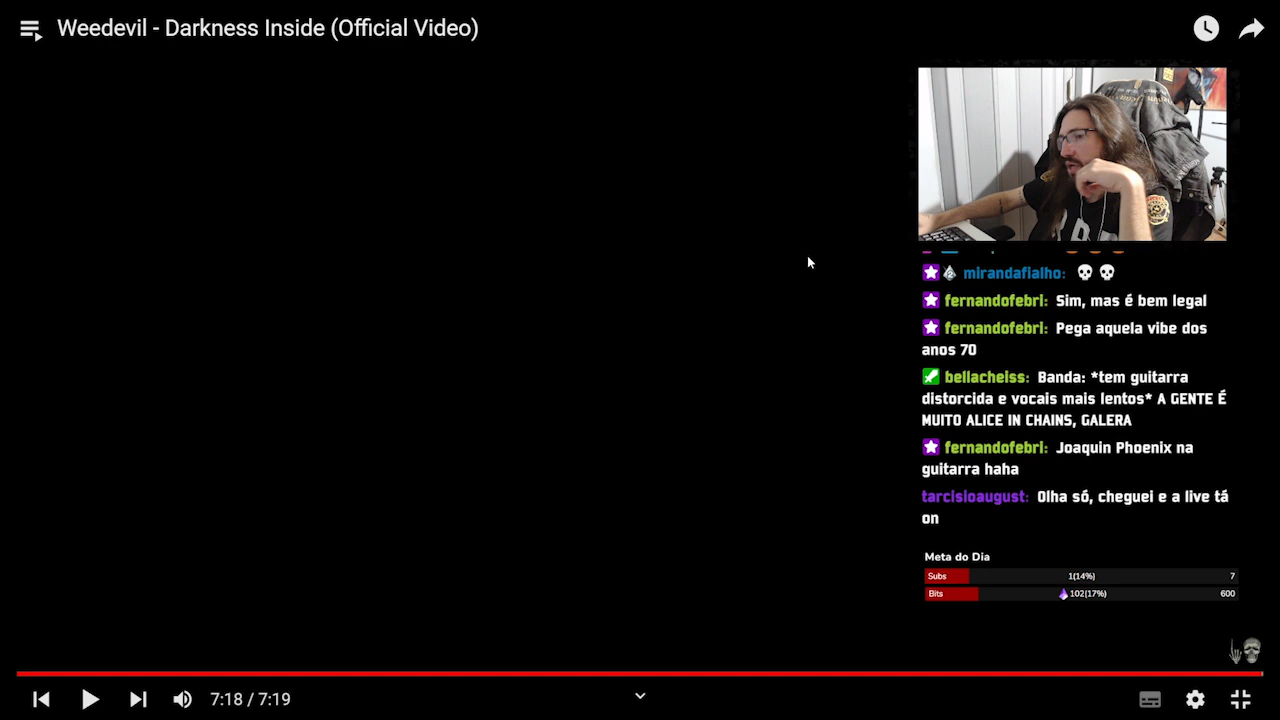 Weedevil - Darkness Inside (Official Video)
mirandafialho:
fernandofebri: Sim, mas é bem legal
fernandofebri: Pega aquela vibe dos
anos 70
bellacheiss: Banda: *tem guitarra
distorcida e vocais mais lentos* A GENTE É
MUITO ALICE IN CHAINS, GALERA
fernandofebri: Joaquin Phoenix na
guitarra haha
tarcisioaugust: Olha só, cheguei e a live tá
on
Meta do Dia
Subs 1(14%) 7
Bits 102(17%) 600
7:18 / 7:19